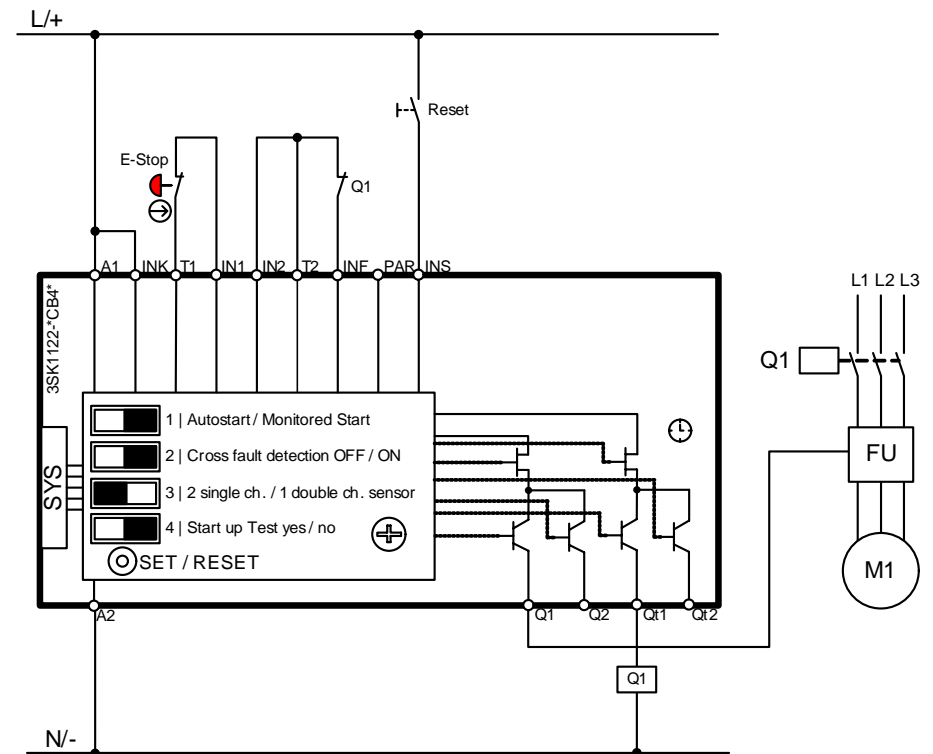 L/+
Reset
E-Stop
Q1
A1 INK T1 IN1 IN2 T2 INF PAR INS
3SK1122-*CB4*
L1 L2 L3
Q1
1 | Autostart / Monitored Start
2 | Cross fault detection OFF / ON
FU
SYS
3 | 2 single ch. / 1 double ch. sensor
4 | Start up Test yes / no
SET / RESET
M1
A2 Q1 Q2 Qt1 Qt2
Q1
N/-